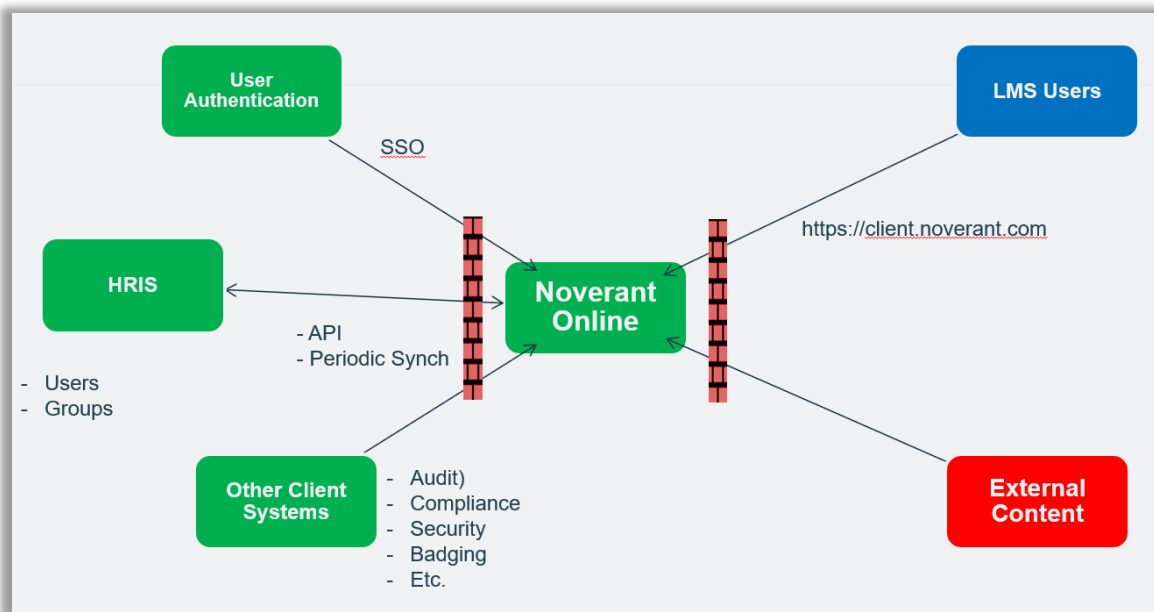 User
Authentication
LMS Users
SSO
https://client.noverant.com
HRIS
Noverant
Online
- API
- Periodic Synch
- Users
- Groups
Other Client
Systems
- Audit)
- Compliance
- Security
- Badging
- Etc.
External
Content